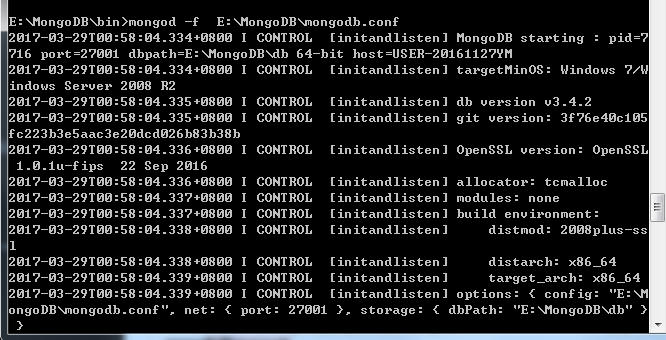 E:\MongoDB\bin>mongod -f  E:\MongoDB\mongodb.conf
2017-03-29T00:58:04.334+0800 I CONTROL  [initandlisten] MongoDB starting : pid=7
716 port=27001 dbpath=E:\MongoDB\db 64-bit host=USER-20161127YM
2017-03-29T00:58:04.334+0800 I CONTROL  [initandlisten] targetMinOS: Windows 7/W
indows Server 2008 R2
2017-03-29T00:58:04.335+0800 I CONTROL  [initandlisten] db version v3.4.2
2017-03-29T00:58:04.335+0800 I CONTROL  [initandlisten] git version: 3f76e40c105
fc223b3e5aac3e20dcd026b83b38b
2017-03-29T00:58:04.336+0800 I CONTROL  [initandlisten] OpenSSL version: OpenSSL
 1.0.1u-fips  22 Sep 2016
2017-03-29T00:58:04.336+0800 I CONTROL  [initandlisten] allocator: tcmalloc
2017-03-29T00:58:04.337+0800 I CONTROL  [initandlisten] modules: none
2017-03-29T00:58:04.337+0800 I CONTROL  [initandlisten] build environment:
2017-03-29T00:58:04.338+0800 I CONTROL  [initandlisten]     distmod: 2008plus-ss
l
2017-03-29T00:58:04.338+0800 I CONTROL  [initandlisten]     distarch: x86_64
2017-03-29T00:58:04.339+0800 I CONTROL  [initandlisten]     target_arch: x86_64
2017-03-29T00:58:04.339+0800 I CONTROL  [initandlisten] options: { config: "E:\M
ongoDB\mongodb.conf", net: { port: 27001 }, storage: { dbPath: "E:\MongoDB\db" }
 }